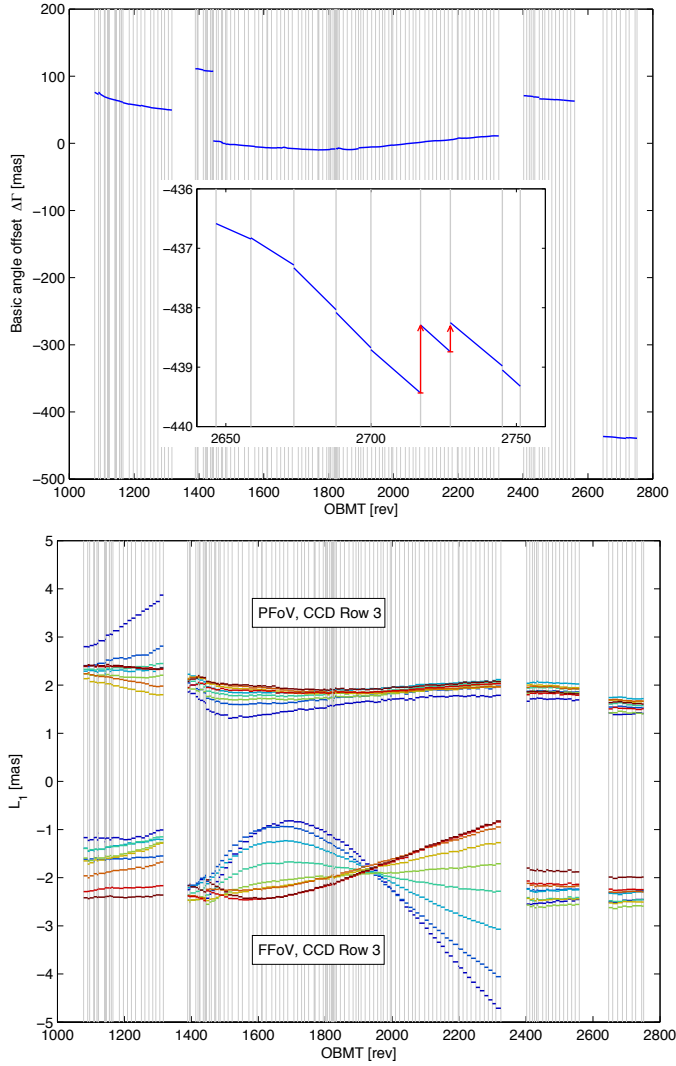 200
100
0
−100
−200
−300
−400
−500
Basic angle offset ΔΓ [mas]
−436
−437
−438
−439
−440
2650 2700 2750
1000 1200 1400 1600 1800 2000 2200 2400 2600 2800
OBMT [rev]
5
4
3
2
1
0
−1
−2
−3
−4
−5
L1 [mas]
PFoV, CCD Row 3
FFoV, CCD Row 3
1000 1200 1400 1600 1800 2000 2200 2400 2600 2800
OBMT [rev]